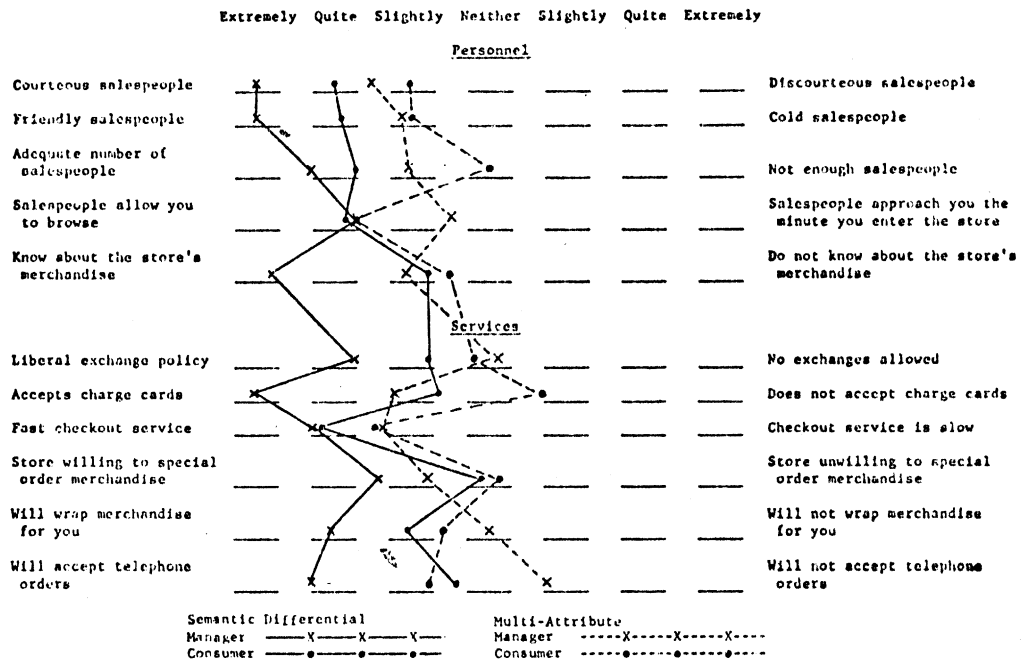 Extremely Quite Slightly Neither Slightly Quite Extremely
Personnel
Courteous salespeople Discourteous salespeople
Friendly salespeople Cold salespeople
Adequate number of
salespeople Not enough salespeople
Salespeople allow you Salespeople approach you the
to browse minute you enter the store
Know about the store's Do not know about the store's
merchandise merchandise
Services
Liberal exchange policy No exchanges allowed
Accepts charge cards Does not accept charge cards
Fast checkout service Checkout service is slow
Store willing to special Store unwilling to special
order merchandise order merchandise
Will wrap merchandise Will not wrap merchandise
for you for you
Will accept telephone Will not accept telephone
orders orders
Semantic Differential Multi-Attribute
Manager X X X Manager X X X
Consumer Consumer